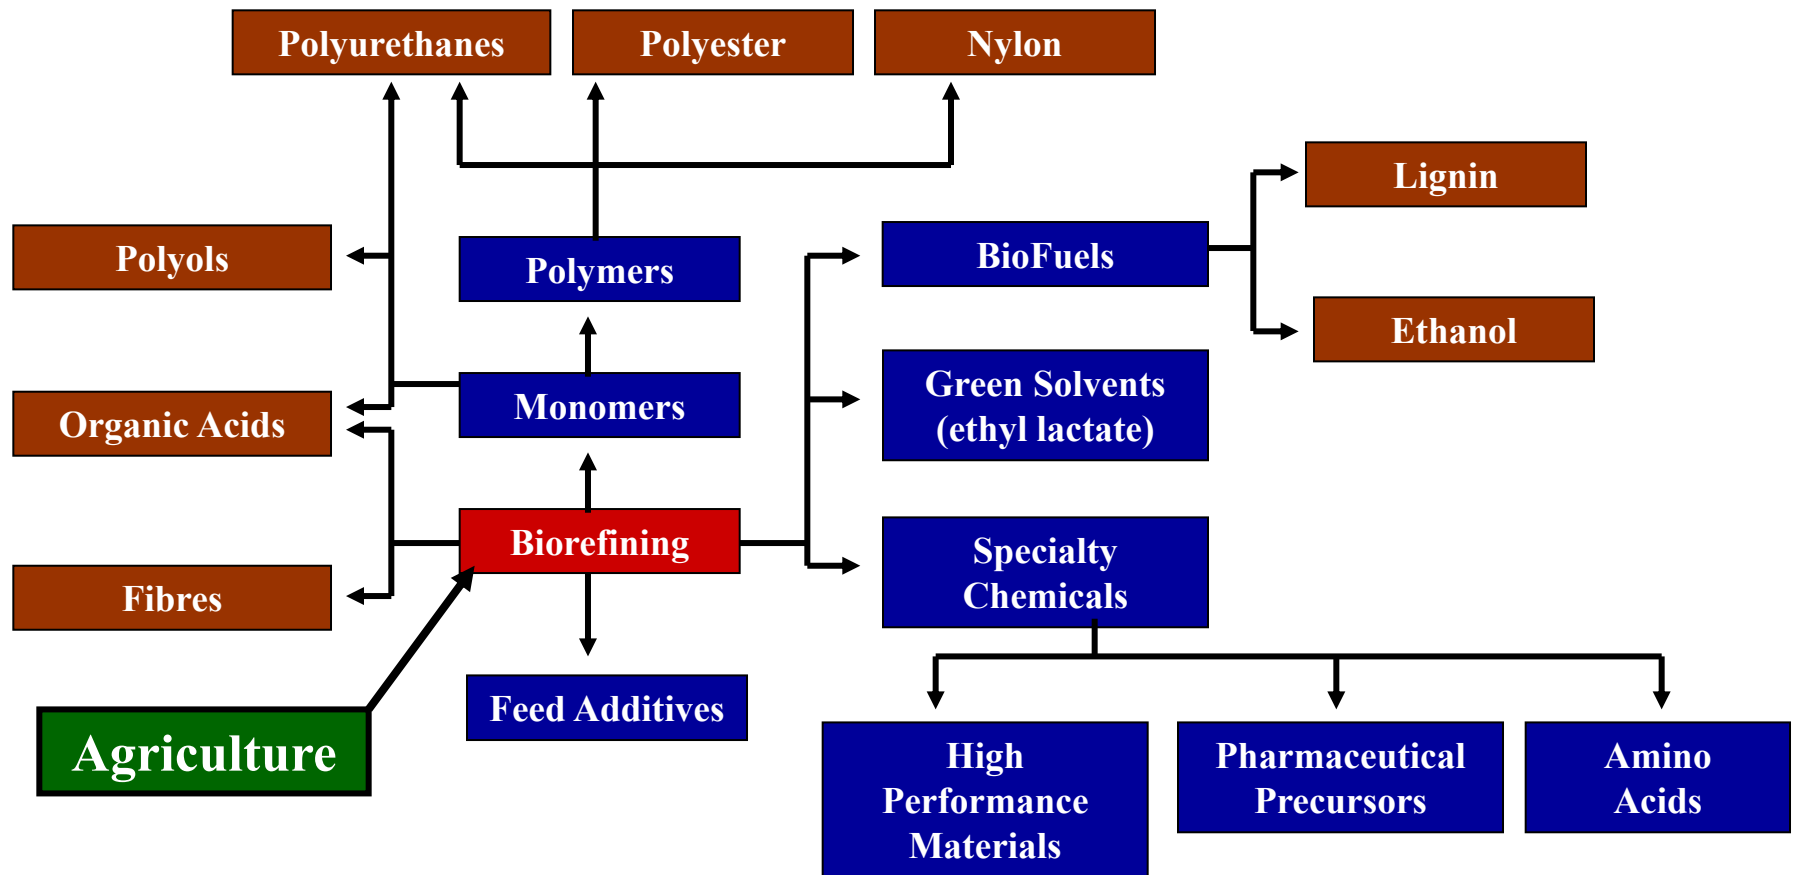 Polyurethanes
Polyester
Nylon
Lignin
Polyols
Polymers
BioFuels
Ethanol
Organic Acids
Monomers
Green Solvents
(ethyl lactate)
Fibres
Biorefining
Specialty
Chemicals
Feed Additives
Agriculture
High
Performance
Materials
Pharmaceutical
Precursors
Amino
Acids